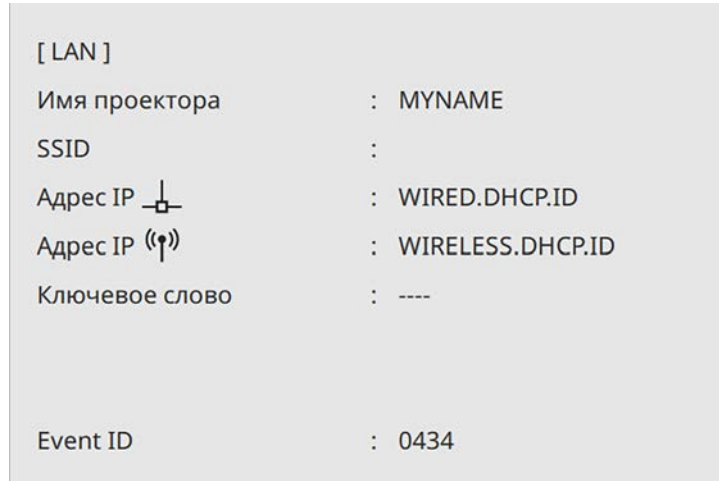 [ LAN ]
Имя проектора : MYNAME
SSID :
Адрес IP : WIRED.DHCP.ID
Адрес IP : WIRELESS.DHCP.ID
Ключевое слово : ----
Event ID : 0434